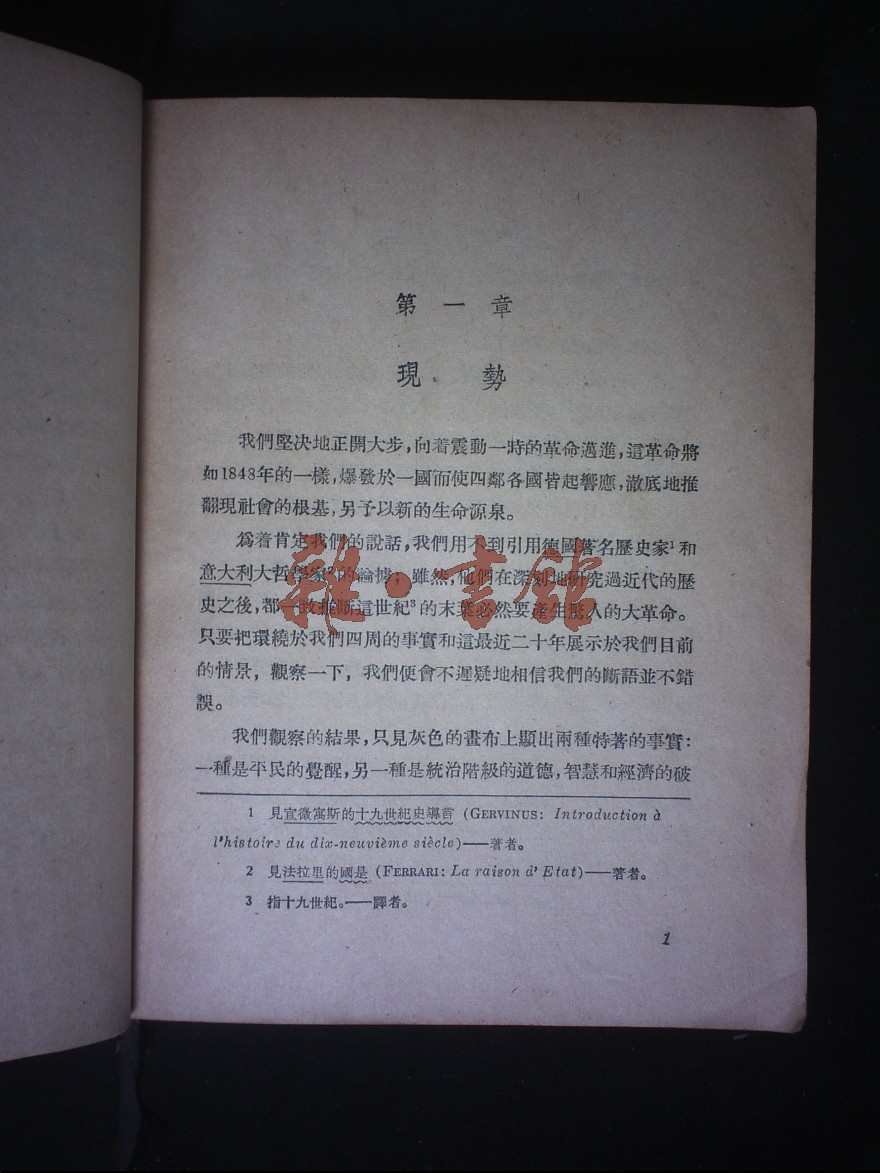 第一章
現勢
我們堅决地正開大步，向着震動一時的革命邁進，這革命將
如1848年的一樣，爆發於一國而使四鄰各國皆起響應，澈底地推
翻現社會的根基，另予以新的生命源泉。
爲着肯定我們的說話，我們用不到引用德國著名歷史家1和
意大利大哲學家2的論據，雖然，他們在深刻地研究過近代的歷
史之後，都一致推斷這世紀3的末葉必然要產生驚人的大革命。
只要把環繞於我們四周的事實和這最近二十年展示於我們目前
的情景，觀察一下，我們便會不遲疑地相信我們的斷語並不錯
誤。
我們觀察的結果，只見灰色的畫布上顯出兩種特著的事實：
一種是平民的覺醒，另一種是統治階級的道德，智慧和經濟的破
1 見宣微寓斯的十九世紀史導言 (GERVINUS: Introduction à
l'histoire du dix-neuvième siècle)——著者。
2 見法拉里的國是 (FERRARI: La raison d'Etat)——著者。
3 指十九世紀。——譯者。
1
雜·書館